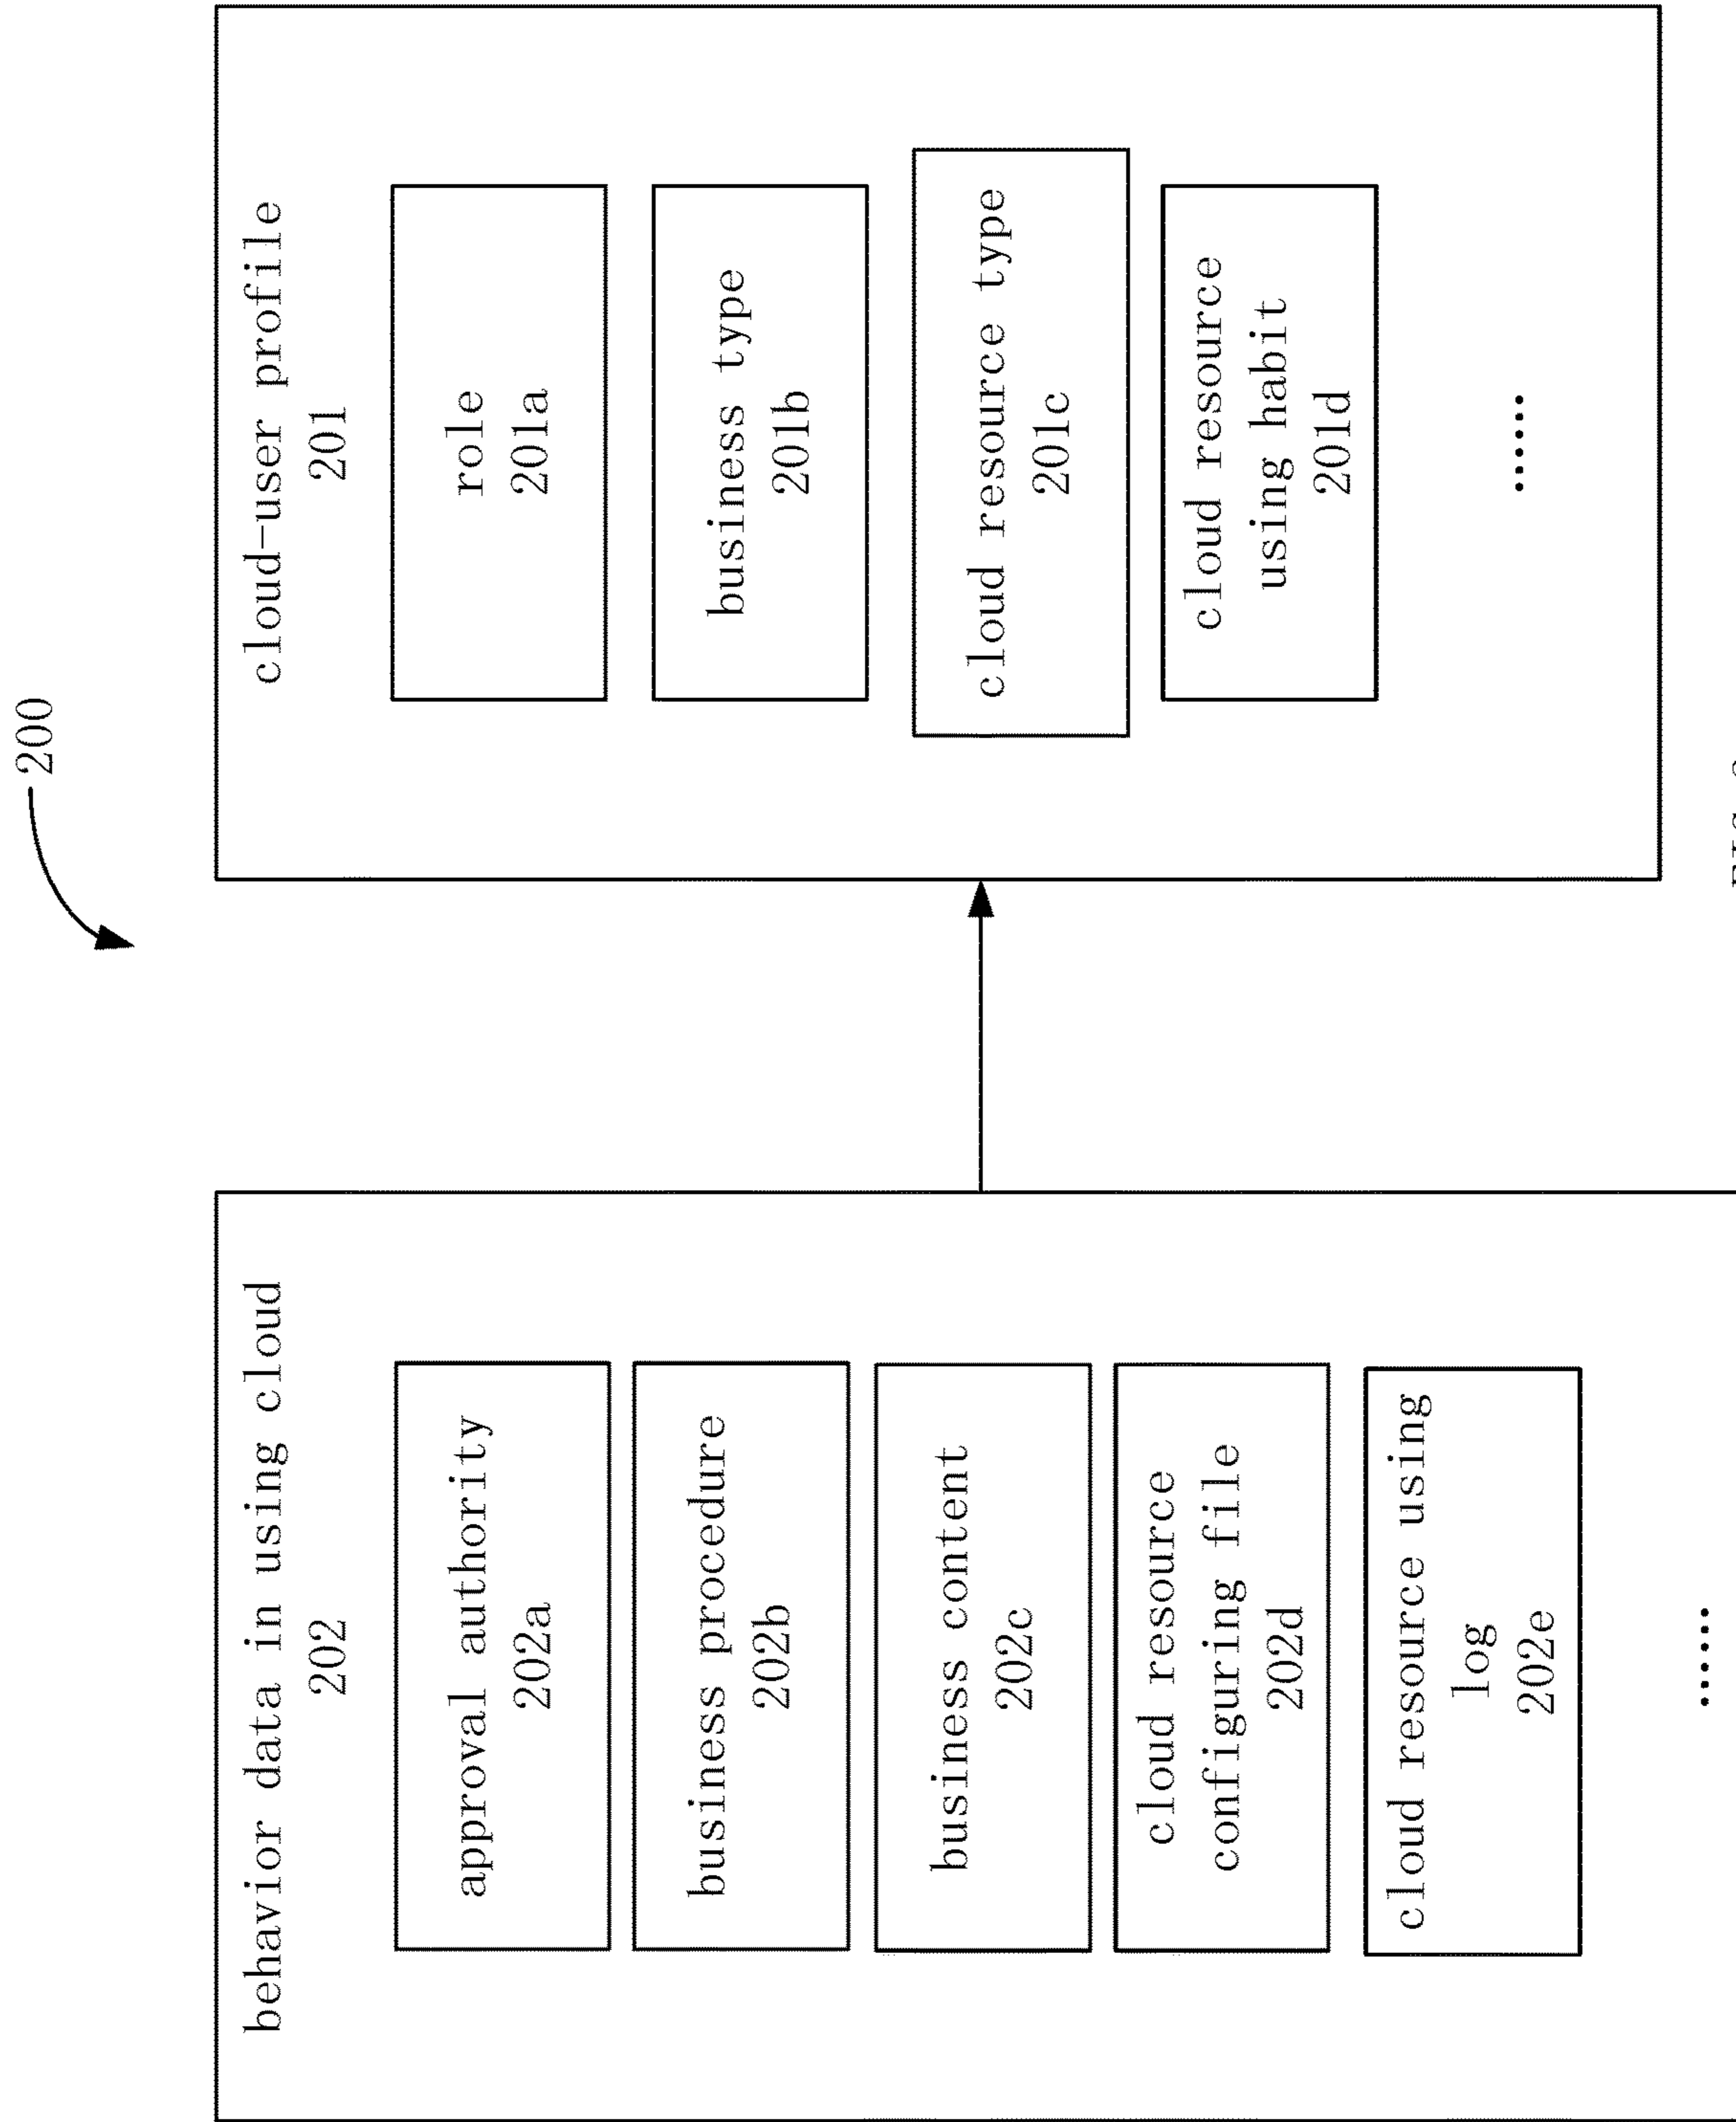 200
behavior data in using cloud
202
approval authority
202a
business procedure
202b
business content
202c
cloud resource
configuring file
202d
cloud resource using
log
202e
......
cloud-user profile
201
role
201a
business type
201b
cloud resource type
201c
cloud resource
using habit
201d
......